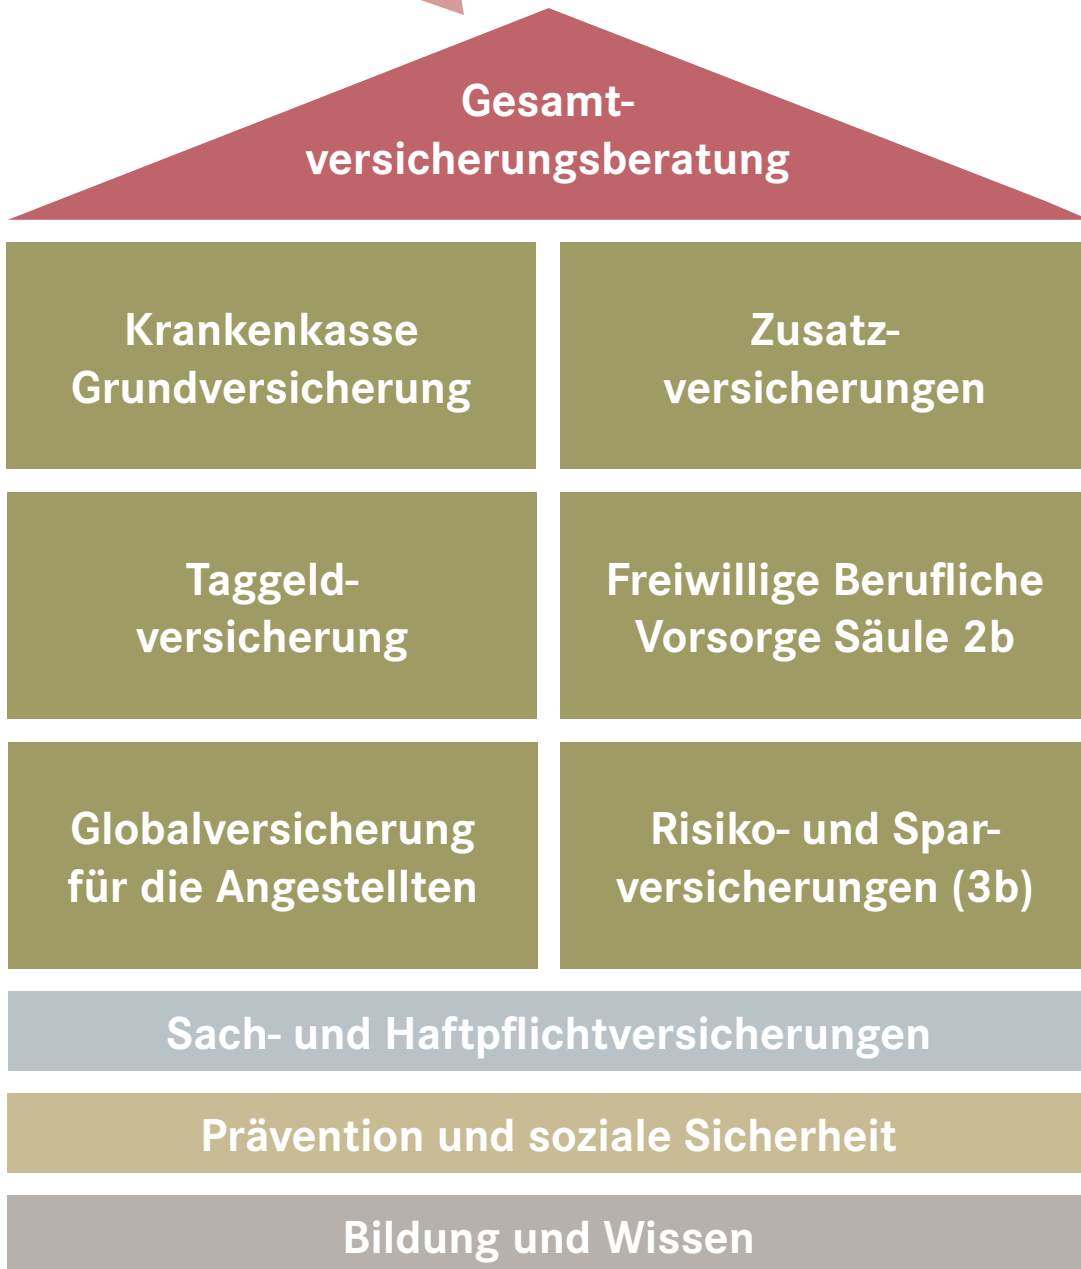 Gesamt-
versicherungsberatung
Krankenkasse
Grundversicherung
Zusatz-
versicherungen
Taggeld-
versicherung
Freiwillige Berufliche
Vorsorge Säule 2b
Globalversicherung
für die Angestellten
Risiko- und Spar-
versicherungen (3b)
Sach- und Haftpflichtversicherungen
Prävention und soziale Sicherheit
Bildung und Wissen